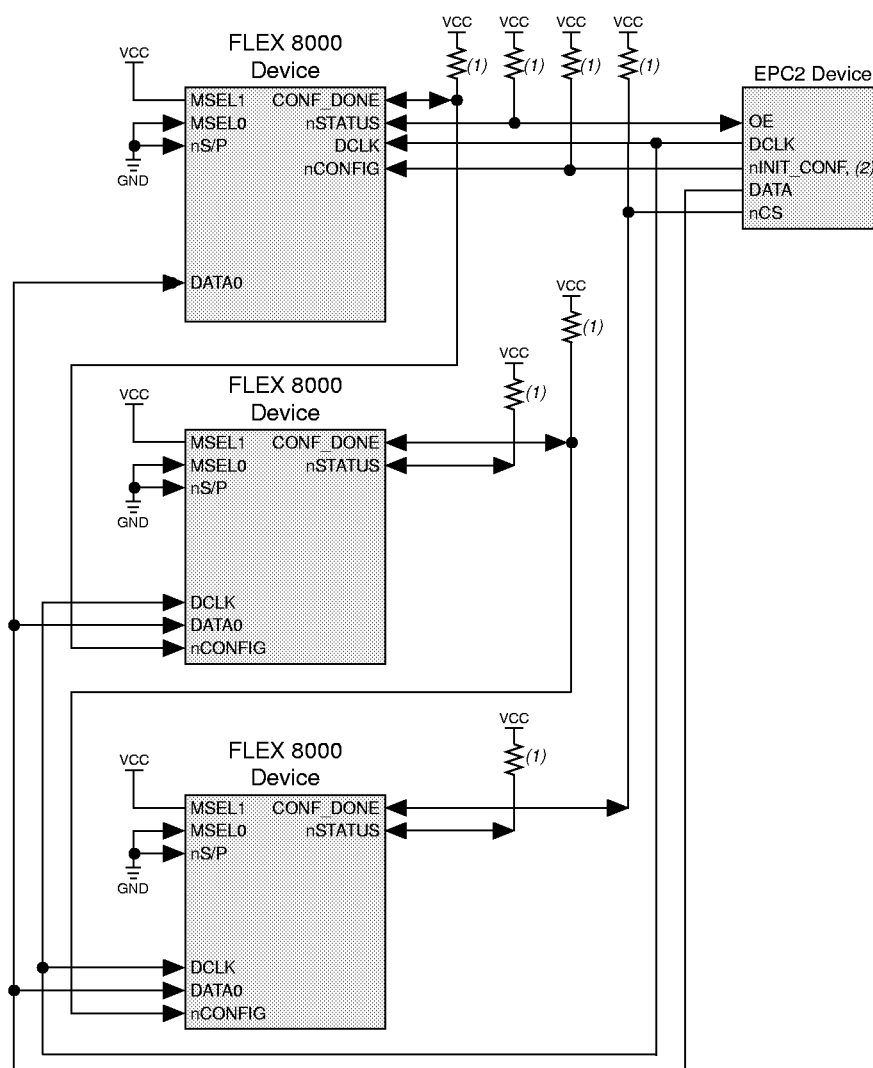 VCC
VCC
VCC
VCC
VCC
FLEX 8000
Device
(1)
(1)
(1)
(1)
EPC2 Device
MSEL1
MSEL0
nS/P
GND
CONF_DONE
nSTATUS
DCLK
nCONFIG
DATA0
OE
DCLK
nINIT_CONF, (2)
DATA
nCS
VCC
(1)
VCC
(1)
FLEX 8000
Device
VCC
MSEL1
MSEL0
nS/P
GND
CONF_DONE
nSTATUS
DCLK
DATA0
nCONFIG
VCC
(1)
FLEX 8000
Device
VCC
MSEL1
MSEL0
nS/P
GND
CONF_DONE
nSTATUS
DCLK
DATA0
nCONFIG